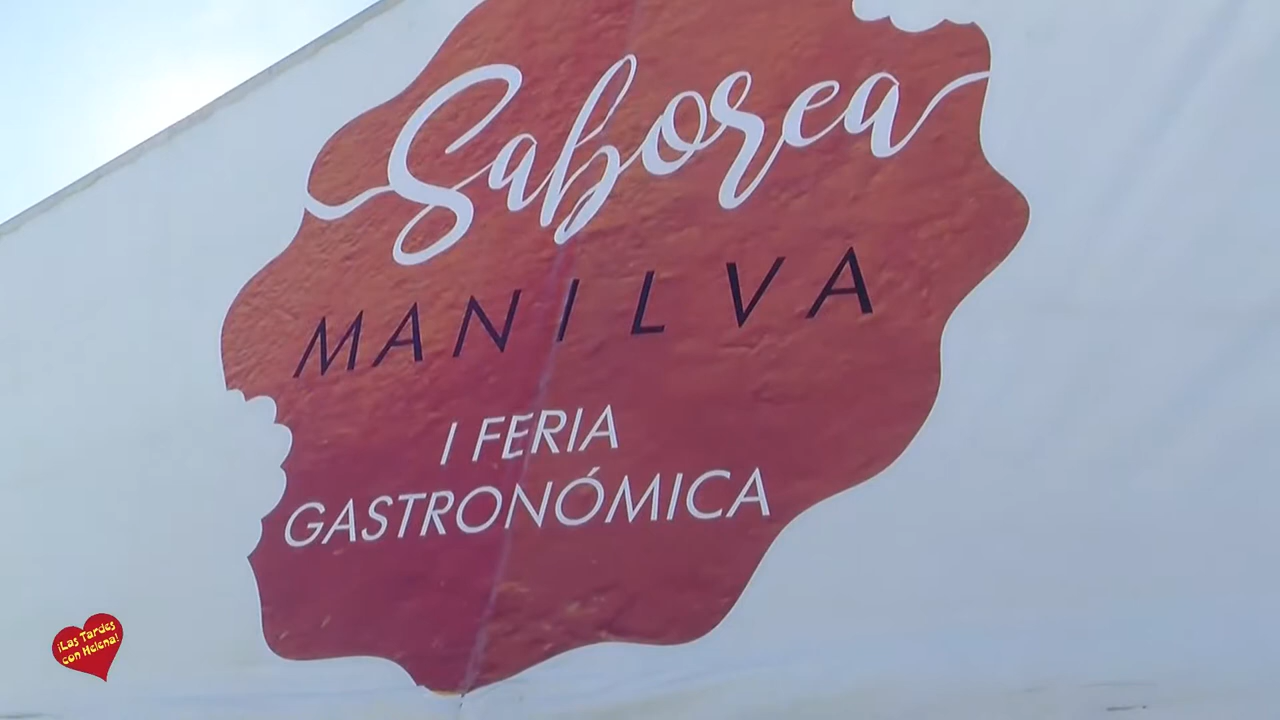 Saborea
MANILVA
I FERIA
GASTRONÓMICA
¡Las Tardes
con Helena!